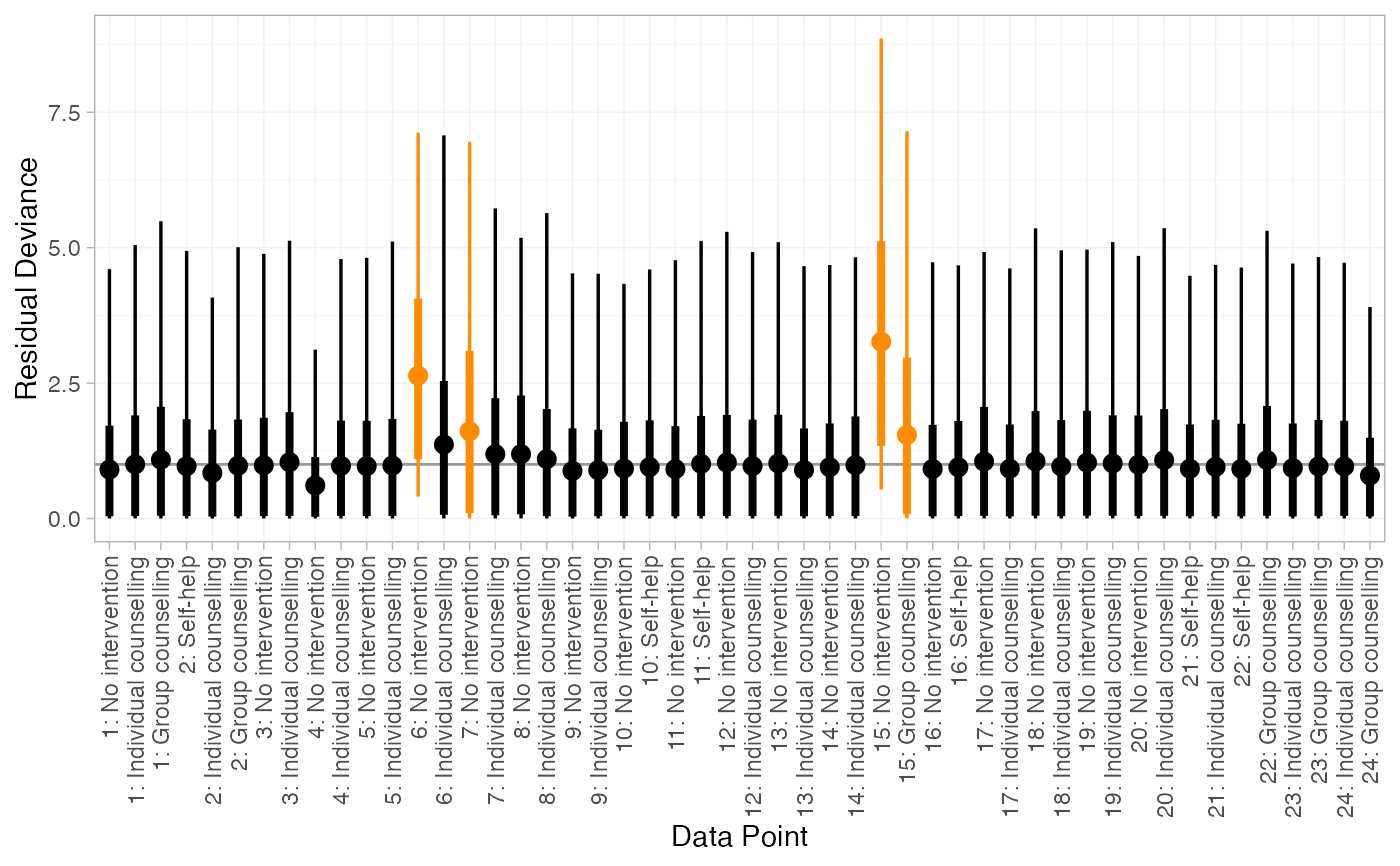 Residual Deviance
7.5
5.0
2.5
0.0
1: No intervention
1: Individual counselling
1: Group counselling
2: Self-help
2: Individual counselling
2: Group counselling
3: No intervention
3: Individual counselling
4: No intervention
4: Individual counselling
5: No intervention
5: Individual counselling
6: No intervention
6: Individual counselling
7: No intervention
7: Individual counselling
8: No intervention
8: Individual counselling
9: No intervention
9: Individual counselling
10: No intervention
10: Self-help
11: No intervention
11: Self-help
12: No intervention
12: Individual counselling
13: No intervention
13: Individual counselling
14: No intervention
14: Individual counselling
15: No intervention
15: Group counselling
16: No intervention
16: Self-help
17: No intervention
17: Individual counselling
18: No intervention
18: Individual counselling
19: No intervention
19: Individual counselling
20: No intervention
20: Individual counselling
21: Self-help
21: Individual counselling
22: Self-help
22: Group counselling
23: Individual counselling
23: Group counselling
24: Individual counselling
24: Group counselling
Data Point